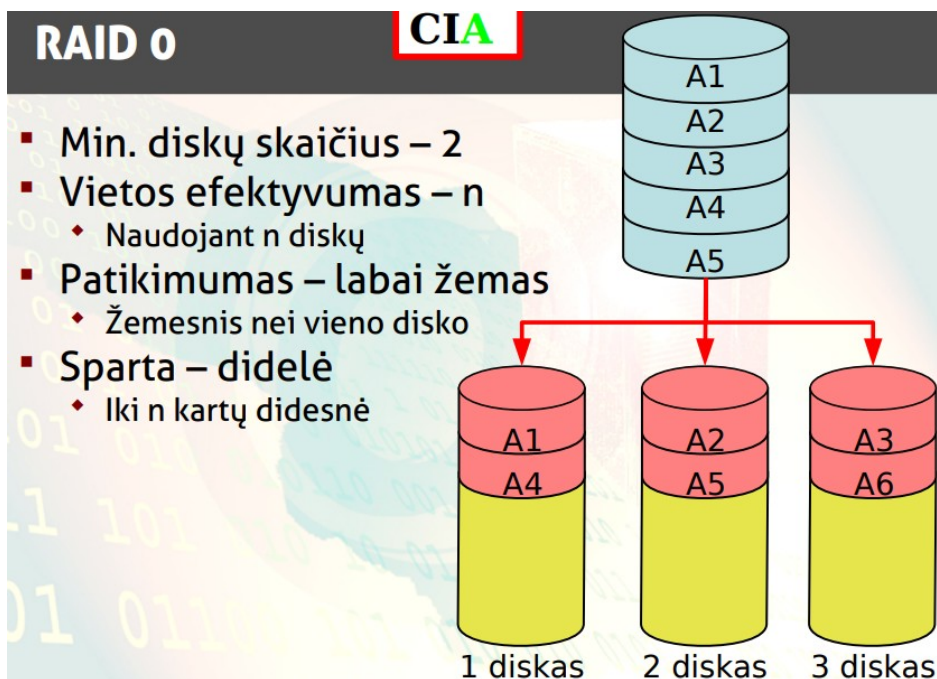 RAID 0
CIA
▪ Min. diskų skaičius – 2
▪ Vietos efektyvumas – n
◆ Naudojant n diskų
▪ Patikimumas – labai žemas
◆ Žemesnis nei vieno disko
▪ Sparta – didelė
◆ Iki n kartų didesnė
A1
A2
A3
A4
A5
A1 A2 A3
A4 A5 A6
1 diskas 2 diskas 3 diskas